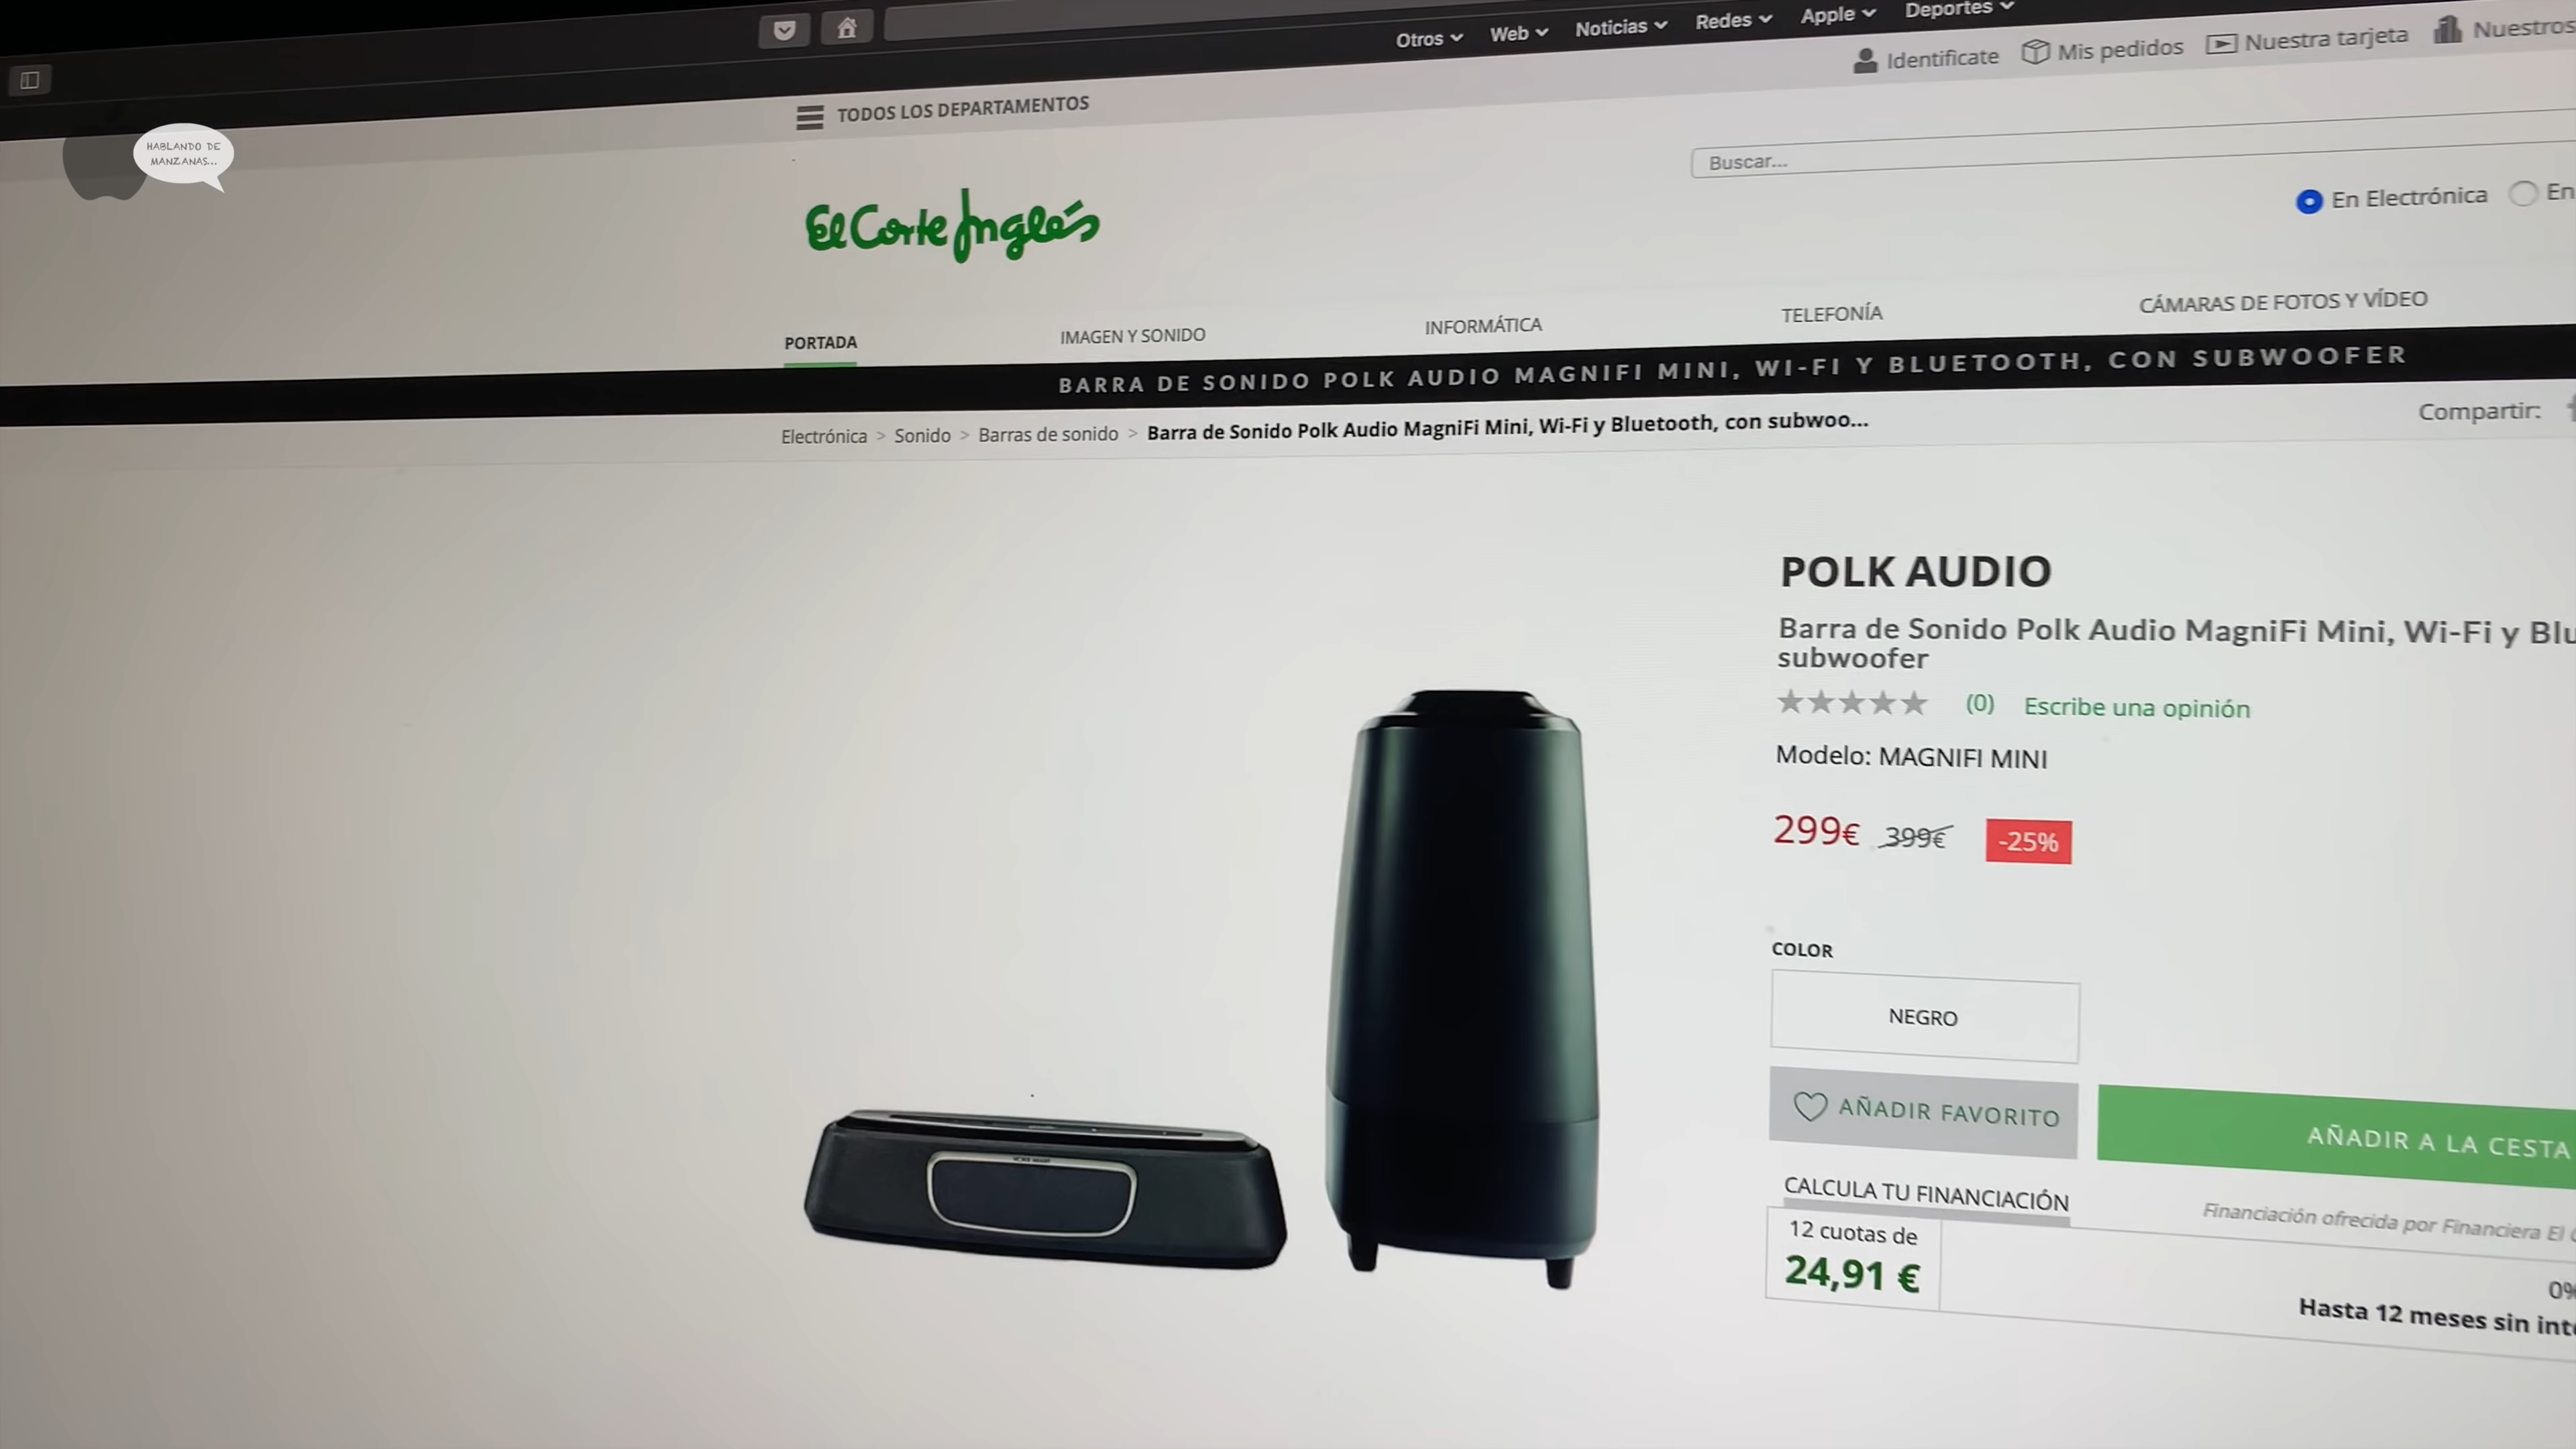 Otros
Web
Noticias
Redes
Apple
Deportes
Identificate
Mis pedidos
Nuestra tarjeta
Nuestros
TODOS LOS DEPARTAMENTOS
HABLANDO DE
MANZANAS...
Buscar...
En Electrónica
En
El Corte Inglés
PORTADA
IMAGEN Y SONIDO
INFORMÁTICA
TELEFONÍA
CÁMARAS DE FOTOS Y VÍDEO
BARRA DE SONIDO POLK AUDIO MAGNIFI MINI, WI-FI Y BLUETOOTH, CON SUBWOOFER
Electrónica > Sonido > Barras de sonido > Barra de Sonido Polk Audio MagniFi Mini, Wi-Fi y Bluetooth, con subwoo...
Compartir:
POLK AUDIO
Barra de Sonido Polk Audio MagniFi Mini, Wi-Fi y Blu
subwoofer
(0) Escribe una opinión
Modelo: MAGNIFI MINI
299€ 399€ -25%
COLOR
NEGRO
AÑADIR FAVORITO
AÑADIR A LA CESTA
CALCULA TU FINANCIACIÓN
Financiación ofrecida por Financiera El
12 cuotas de
24,91 €
0%
Hasta 12 meses sin int